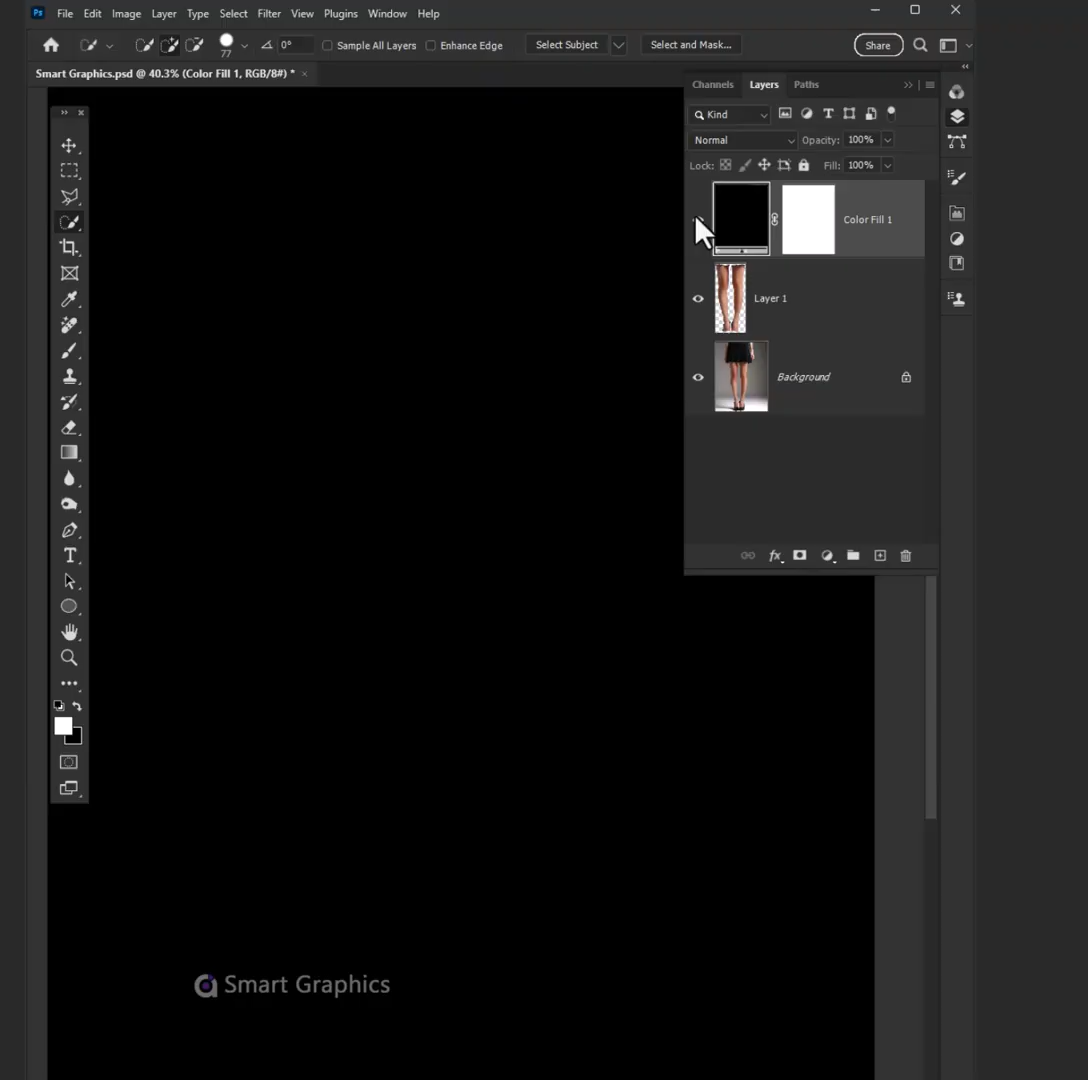 Ps File Edit Image Layer Type Select Filter View Plugins Window Help
77 0° Sample All Layers Enhance Edge Select Subject Select and Mask... Share
Smart Graphics.psd @ 40.3% (Color Fill 1, RGB/8#) *
Channels Layers Paths
Kind
Normal Opacity: 100%
Lock: Fill: 100%
Color Fill 1
Layer 1
Background
fx
Smart Graphics